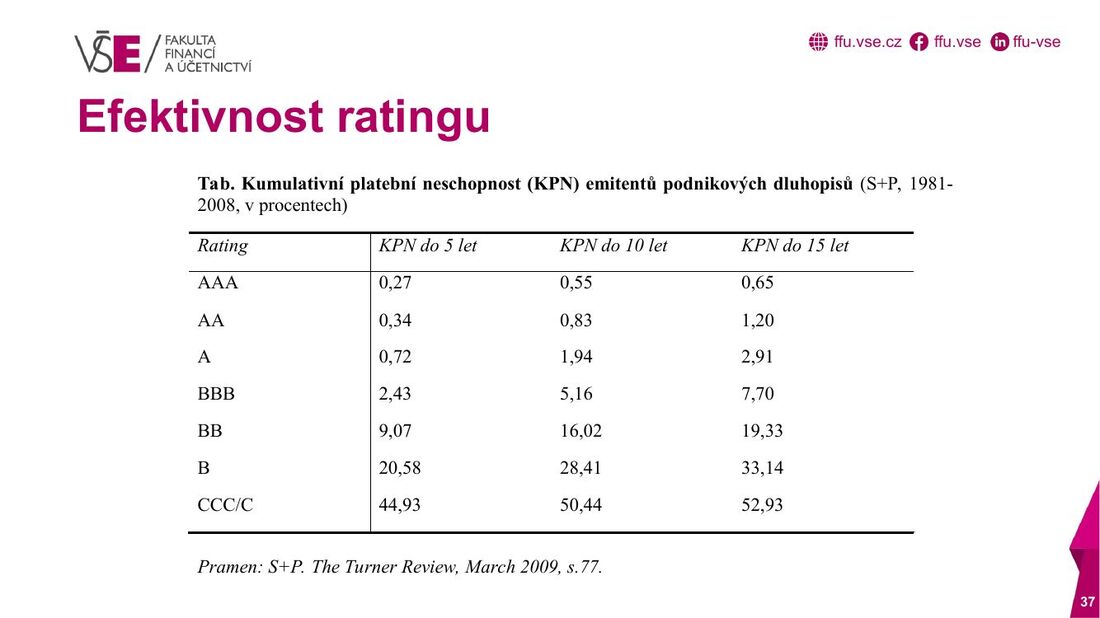 VŠE / FAKULTA
FINANCÍ
A ÚČETNICTVÍ
ffu.vse.cz ffu.vse ffu-vse
Efektivnost ratingu
Tab. Kumulativní platební neschopnost (KPN) emitentů podnikových dluhopisů (S+P, 1981-
2008, v procentech)
Rating KPN do 5 let KPN do 10 let KPN do 15 let
AAA 0,27 0,55 0,65
AA 0,34 0,83 1,20
A 0,72 1,94 2,91
BBB 2,43 5,16 7,70
BB 9,07 16,02 19,33
B 20,58 28,41 33,14
CCC/C 44,93 50,44 52,93
Pramen: S+P. The Turner Review, March 2009, s.77.
37